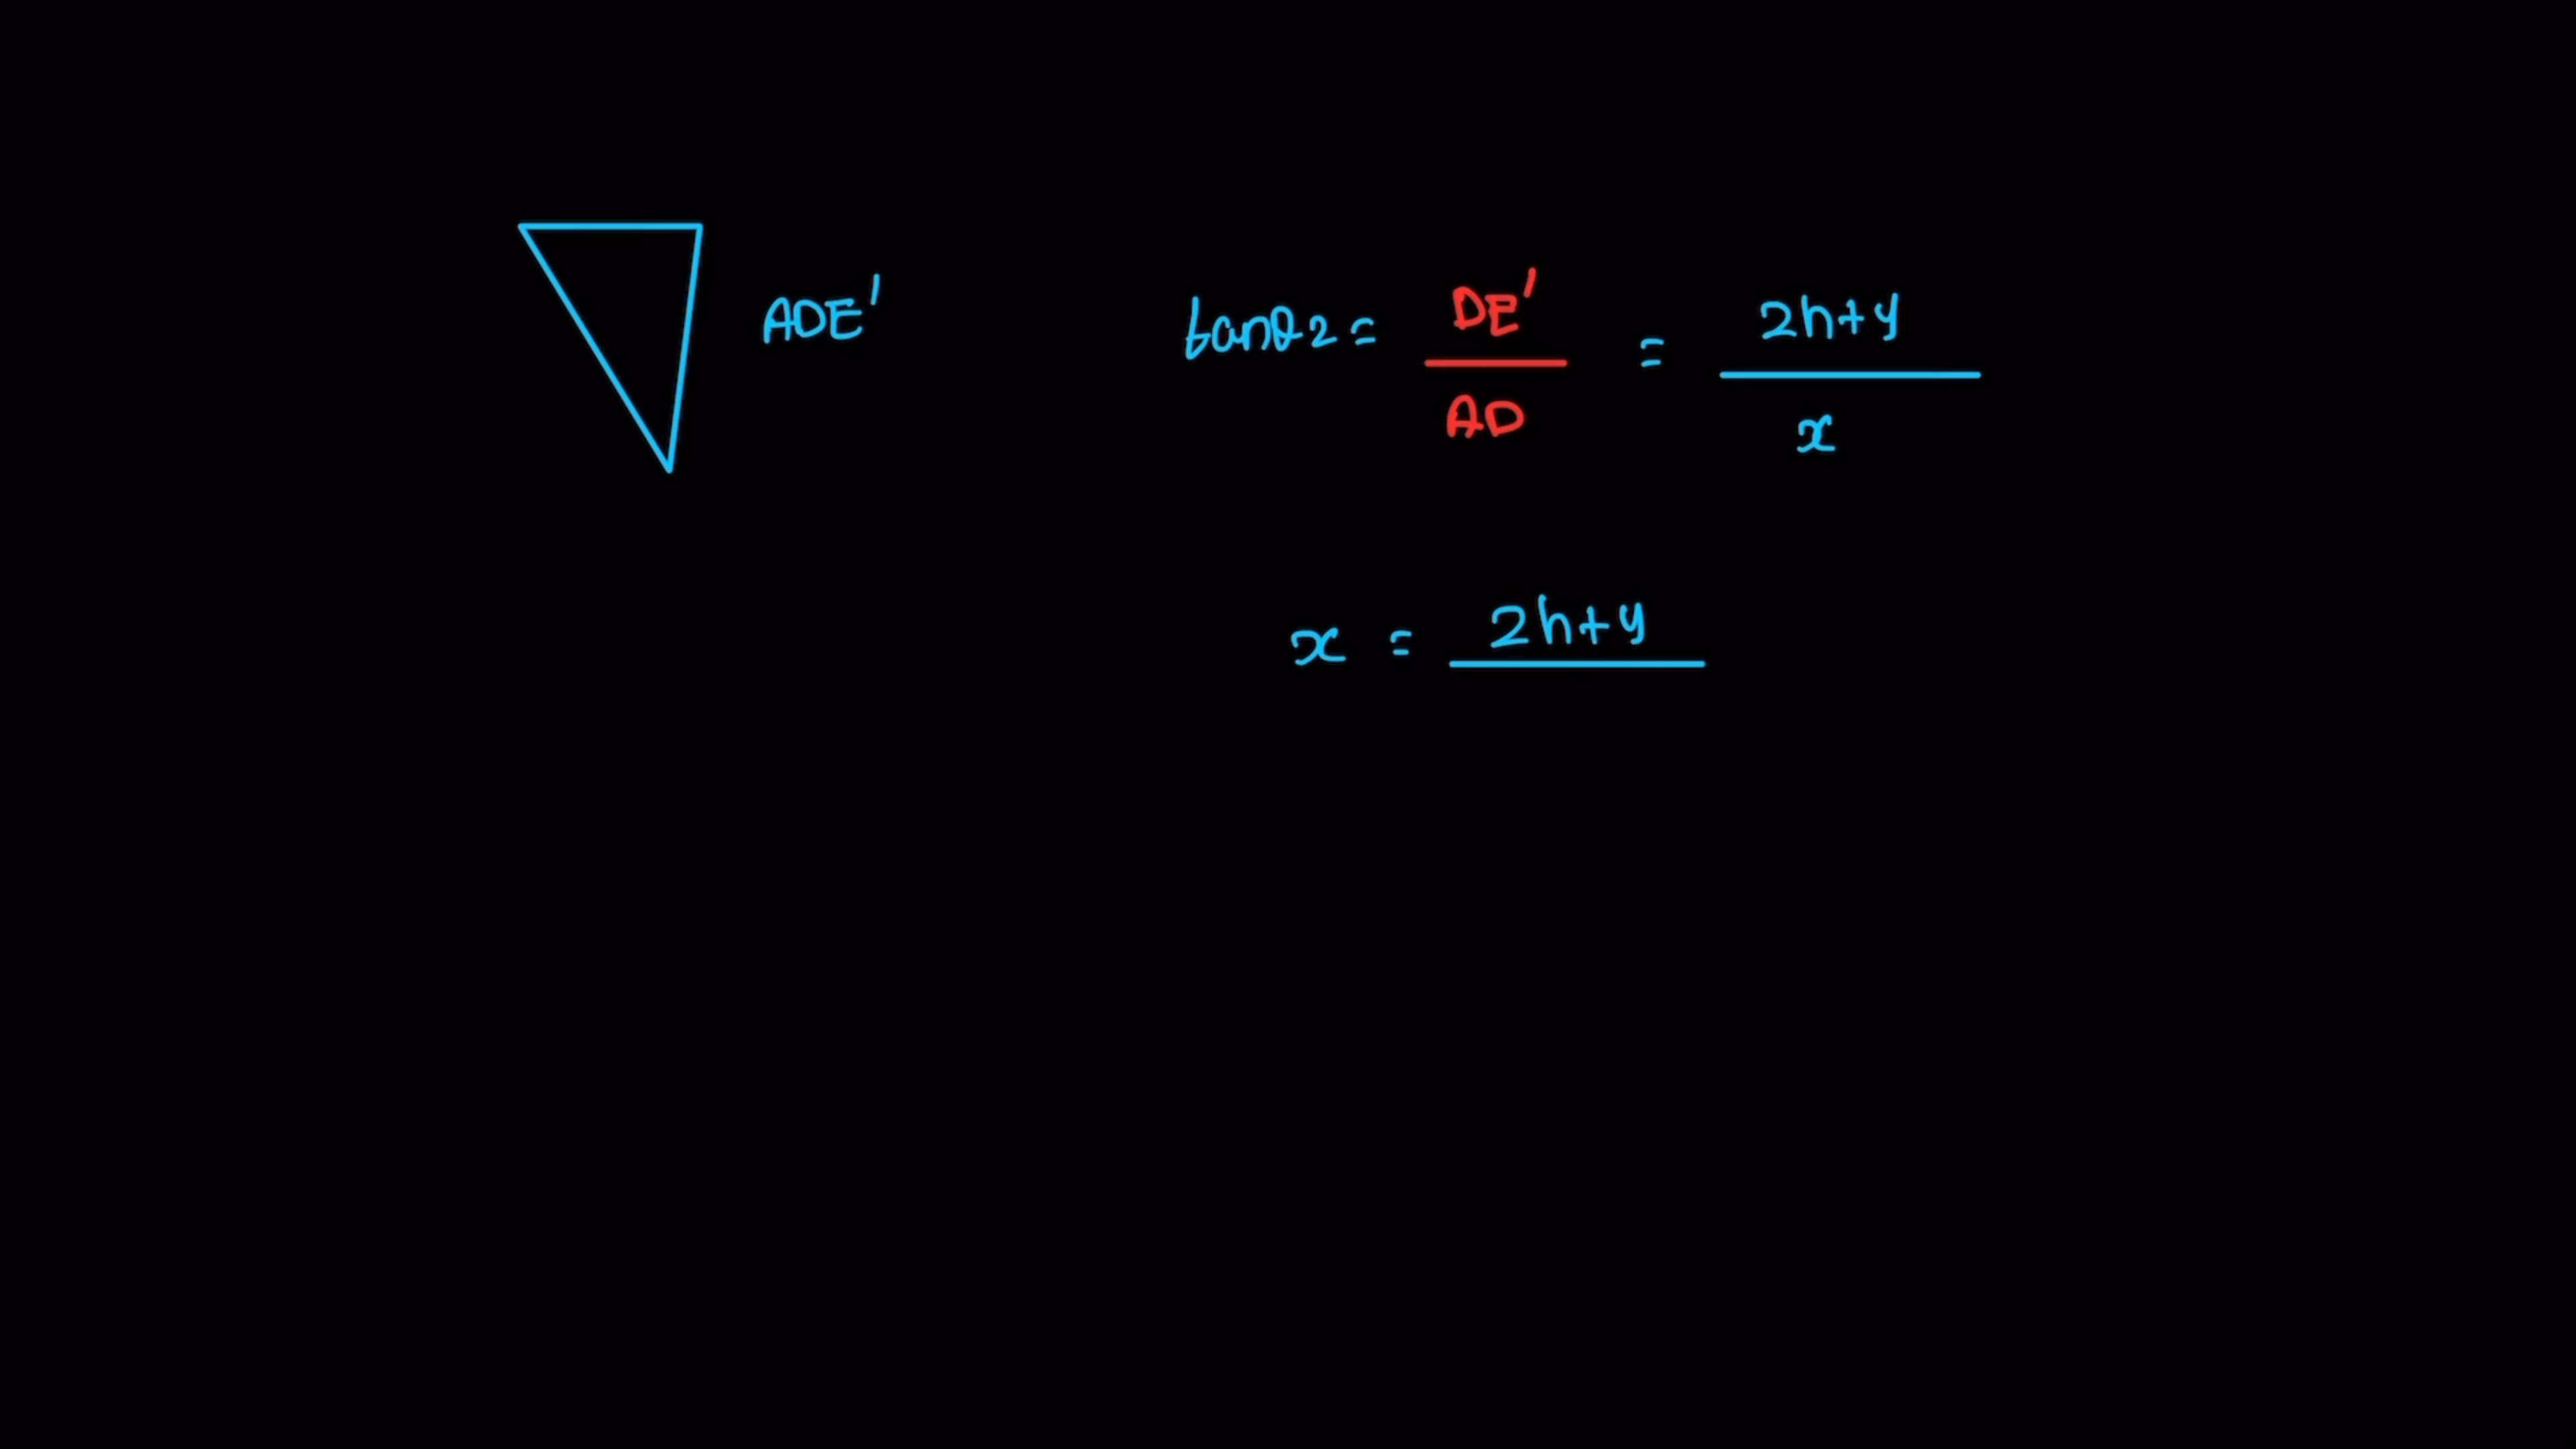 ADE'
tanθ2 = DE'/AD = 2h+y/x
x = 2h+y/